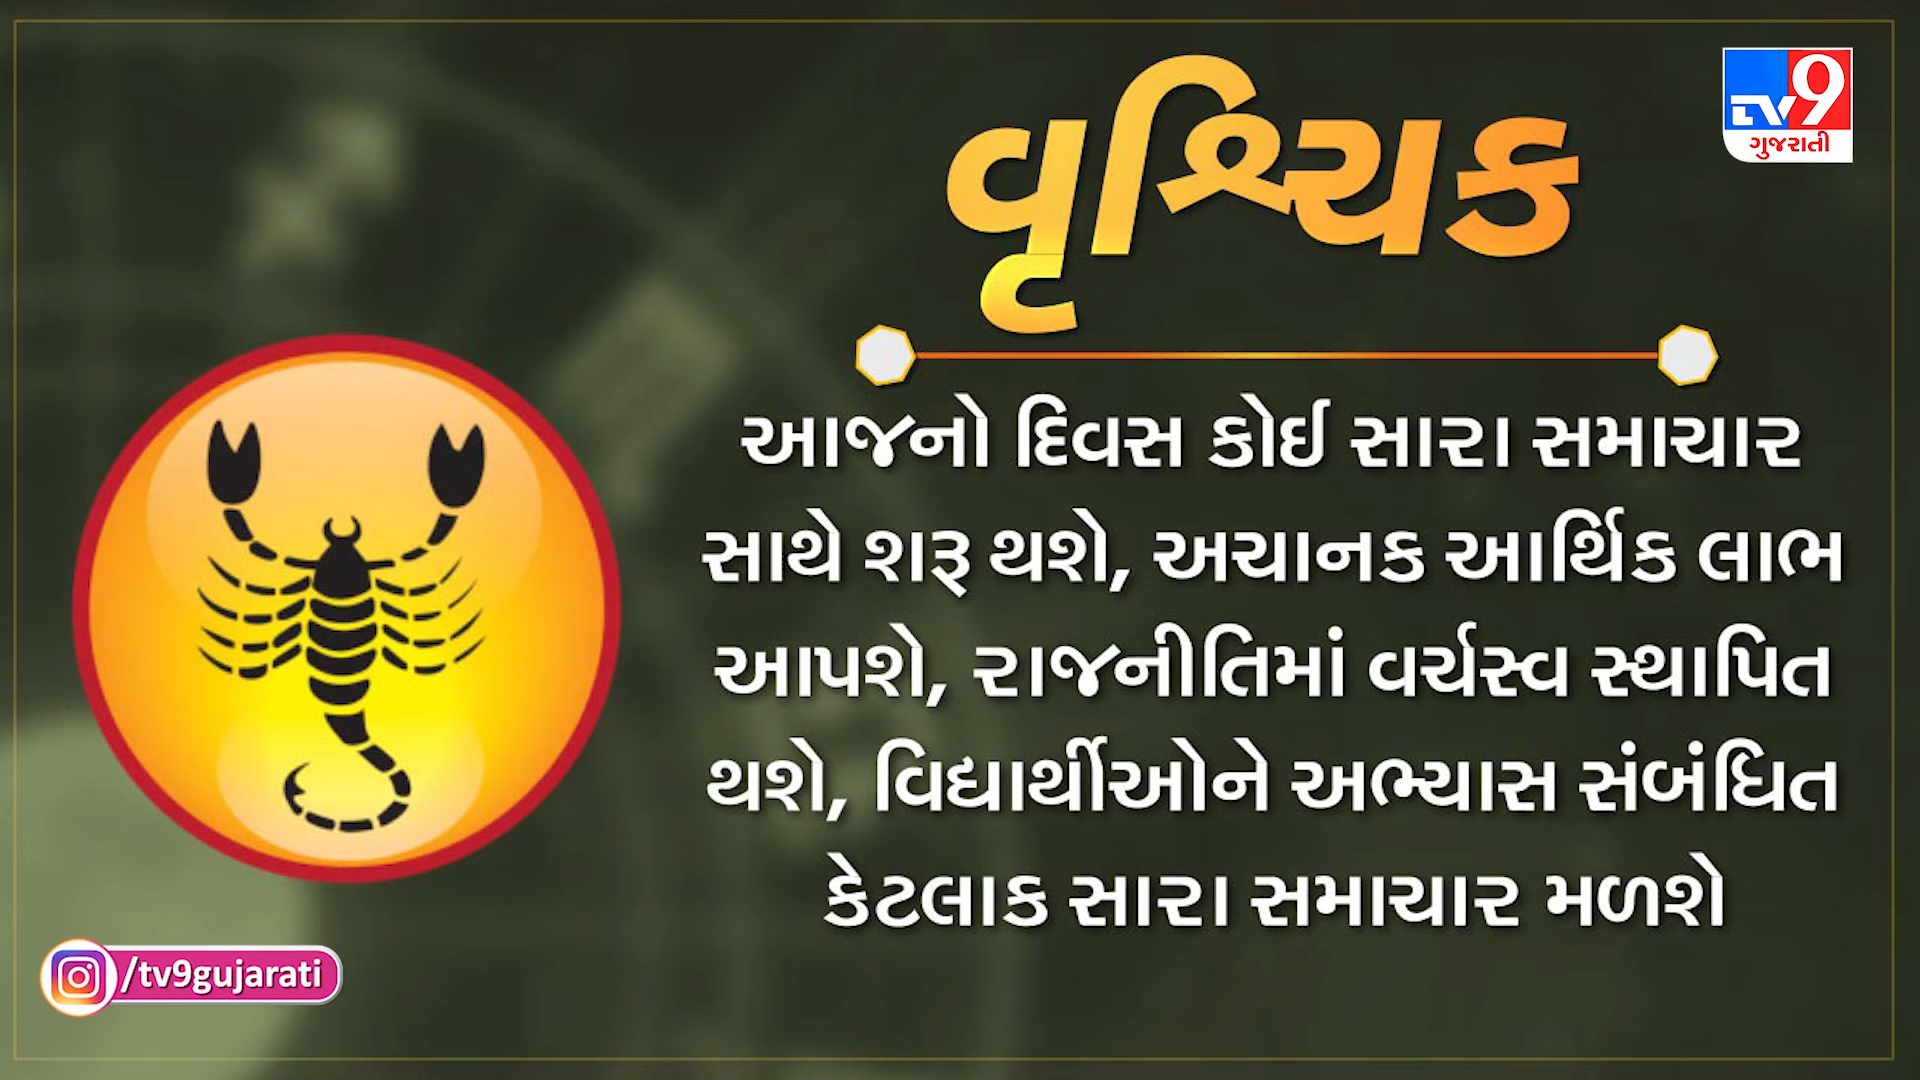 વૃશ્ચિક
TV9
ગુજરાતી
આજનો દિવસ કોઈ સારા સમાચાર
સાથે શરૂ થશે, અચાનક આર્થિક લાભ
આપશે, રાજનીતિમાં વર્ચસ્વ સ્થાપિત
થશે, વિદ્યાર્થીઓને અભ્યાસ સંબંધિત
કેટલાક સારા સમાચાર મળશે
/tv9gujarati